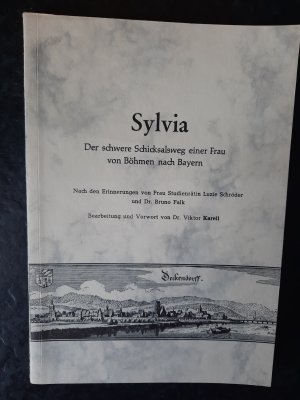 Sylvia
Der schwere Schicksalsweg einer Frau
von Böhmen nach Bayern
Nach den Erinnerungen von Frau Studienrätin Luzie Schröder
und Dr. Bruno Falk
Bearbeitung und Vorwort von Dr. Viktor Karell
Deckendorff.